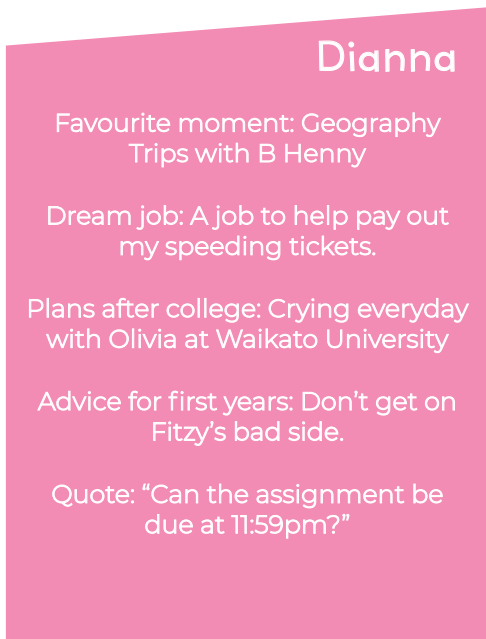 Dianna
Favourite moment: Geography
Trips with B Henny
Dream job: A job to help pay out
my speeding tickets.
Plans after college: Crying everyday
with Olivia at Waikato University
Advice for first years: Don’t get on
Fitzy’s bad side.
Quote: “Can the assignment be
due at 11:59pm?”